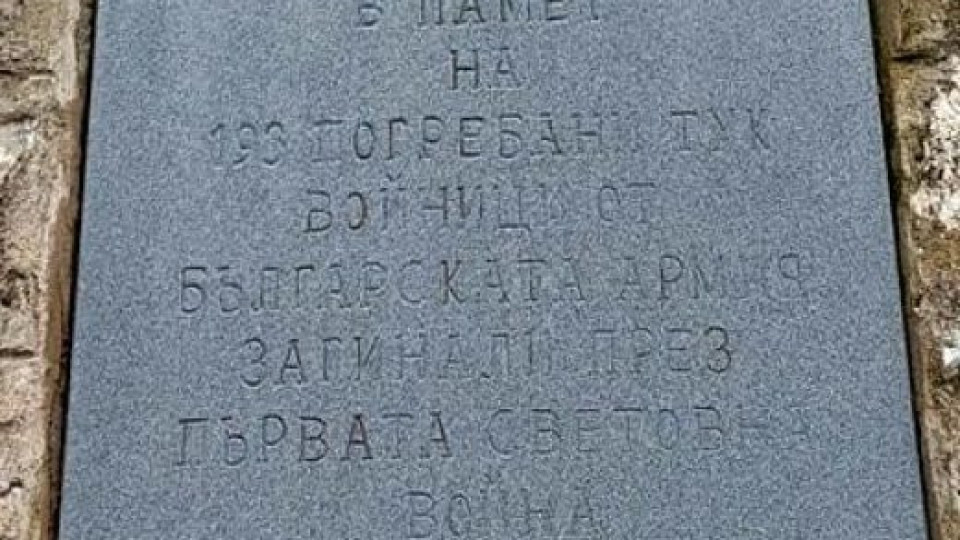 В ПАМЕТ
НА
193 ПОГРЕБАНИ ТУК
ВОЙНИЦИ ОТ
БЪЛГАРСКАТА АРМИЯ
ЗАГИНАЛИ ПРЕЗ
ПЪРВАТА СВЕТОВНА
ВОЙНА